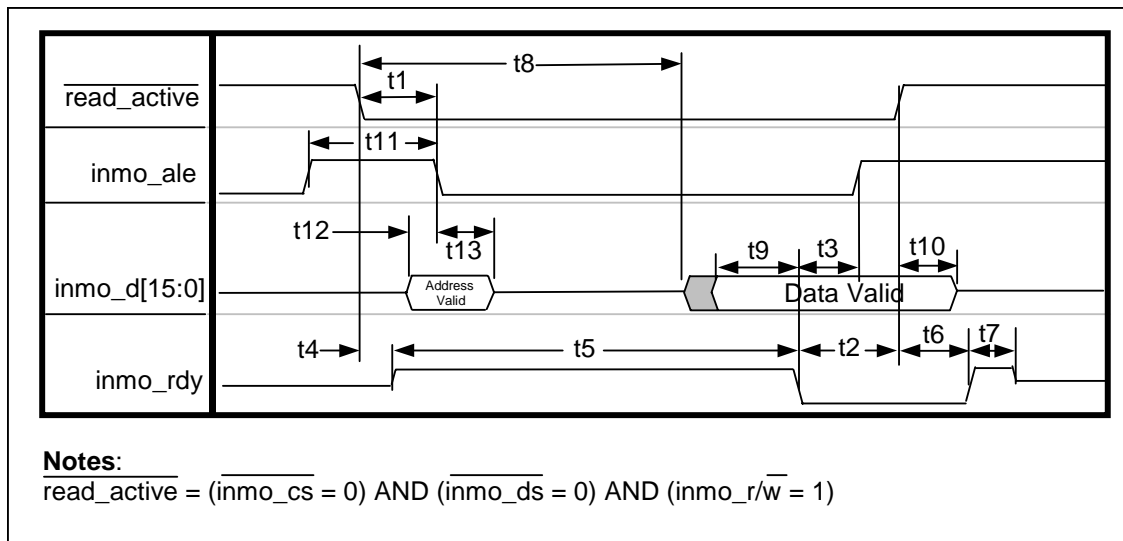 t8
t1
read_active
t11
inmo_ale
t12
t13
t9
t3
t10
inmo_d[15:0]
Address
Valid
Data Valid
t4
t5
t2
t6
t7
inmo_rdy
Notes:
read_active = (inmo_cs = 0) AND (inmo_ds = 0) AND (inmo_r/w = 1)